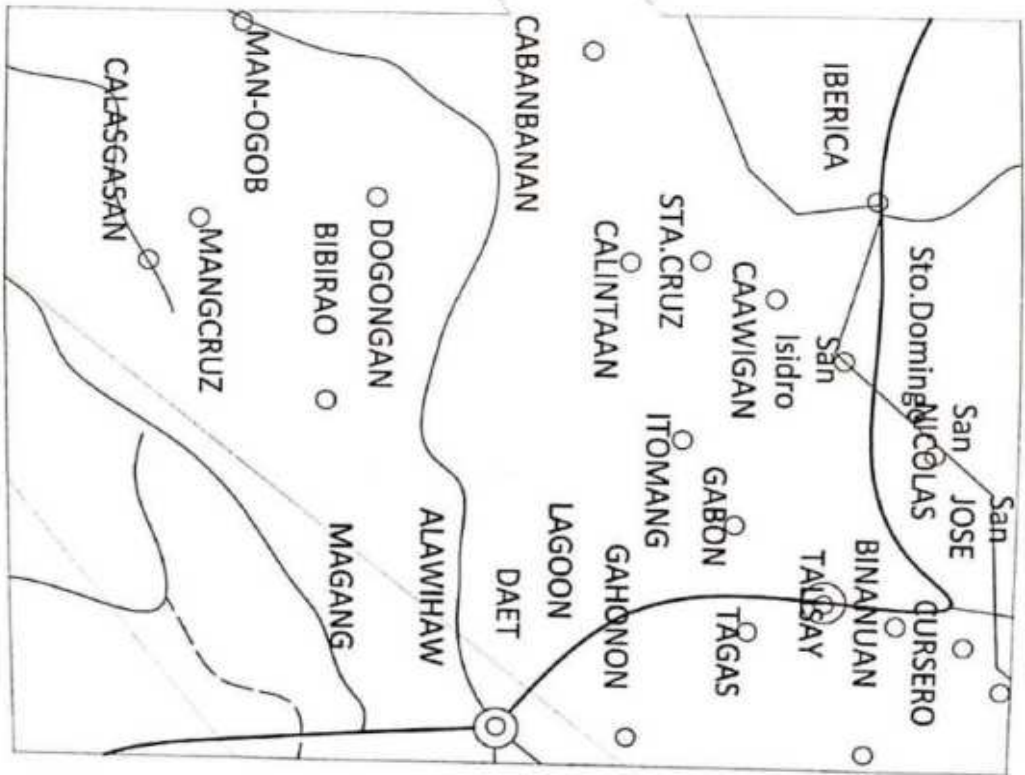 San
JOSE
San
NICOLAS
Sto.Domingo
CURSERO
BINANUAN
IBERICA
San
Isidro
TALISAY
CAAWIGAN
GABON
TAGAS
STA.CRUZ
ITOMANG
GAHONON
CALINTAAN
LAGOON
CABANBANAN
DAET
ALAWIHAW
DOGONGAN
MAGANG
BIBIRAO
MAN-OGOB
MANGCRUZ
CALASGASAN